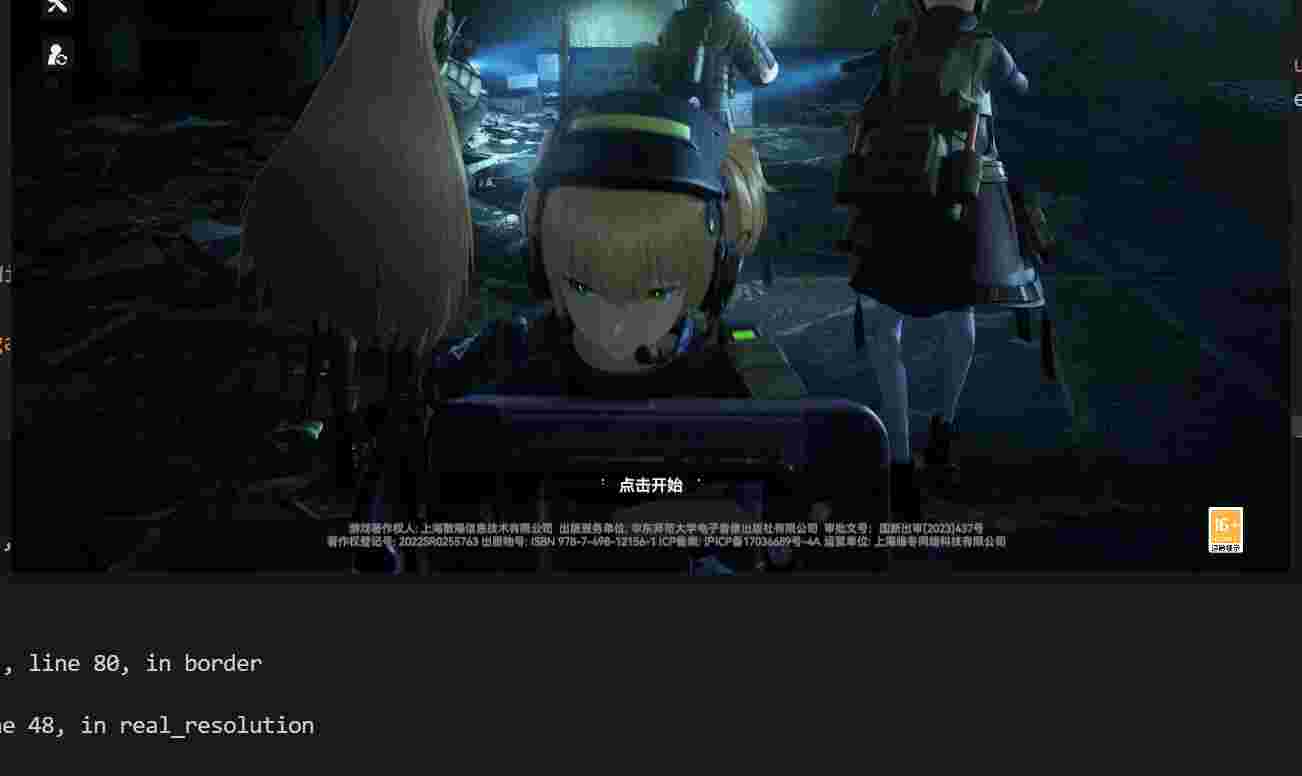 点击开始
游戏著作权人: 上海散爆信息技术有限公司 出版服务单位: 华东师范大学电子音像出版社有限公司 审批文号: 国新出审[2023]437号
著作权登记号: 2022SR0255763 出版物号: ISBN 978-7-498-12156-1 ICP备案: 沪ICP备17036689号-4A 运营单位: 上海暗冬网络科技有限公司
16+
适龄提示
, line 80, in border
48, in real_resolution